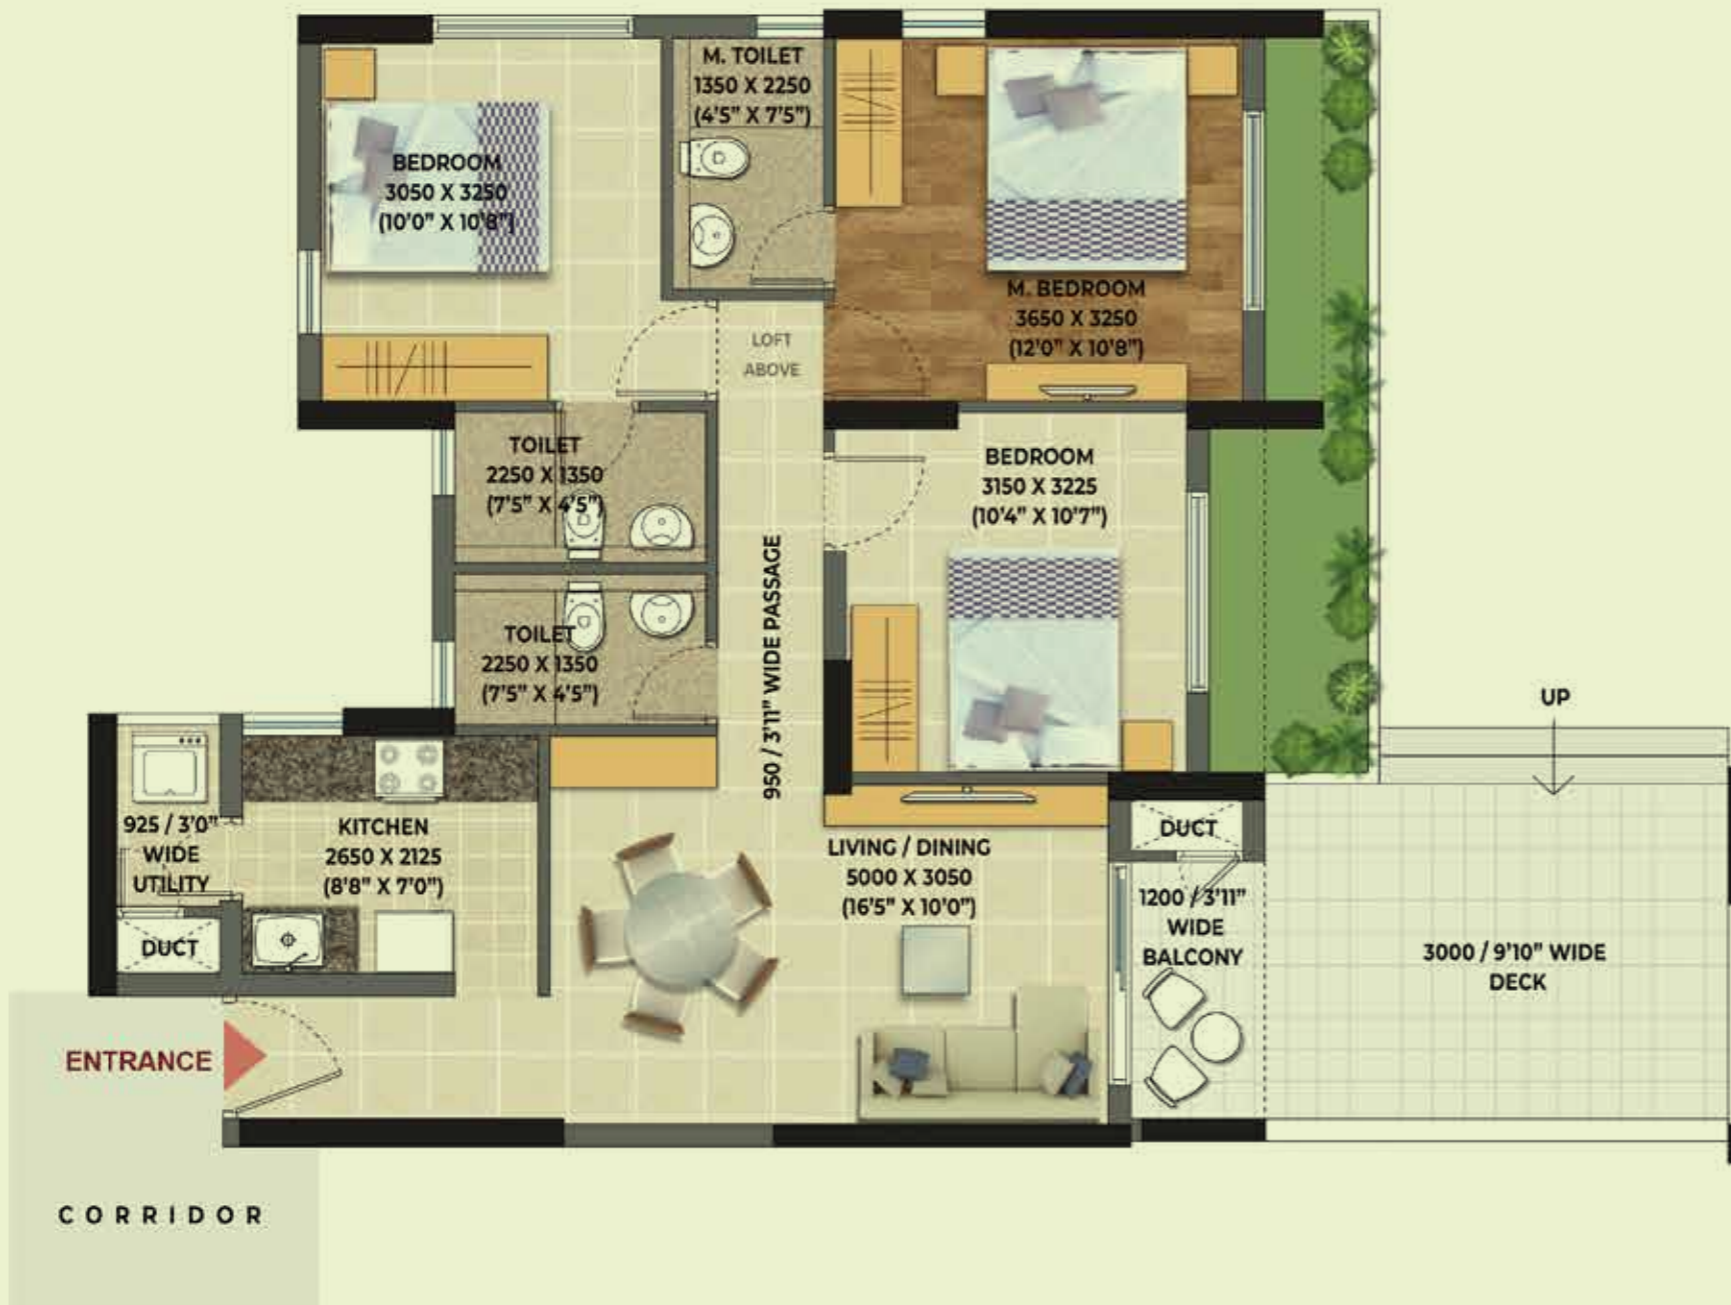 M. TOILET
1350 X 2250
(4'5" X 7'5")
BEDROOM
3050 X 3250
(10'0" X 10'8")
M. BEDROOM
3650 X 3250
(12'0" X 10'8")
LOFT
ABOVE
TOILET
2250 X 1350
(7'5" X 4'5")
BEDROOM
3150 X 3225
(10'4" X 10'7")
950 / 3'11" WIDE PASSAGE
TOILET
2250 X 1350
(7'5" X 4'5")
UP
925 / 3'0"
WIDE
UTILITY
KITCHEN
2650 X 2125
(8'8" X 7'0")
LIVING / DINING
5000 X 3050
(16'5" X 10'0")
DUCT
1200 / 3'11"
WIDE
BALCONY
DUCT
3000 / 9'10" WIDE
DECK
ENTRANCE
CORRIDOR